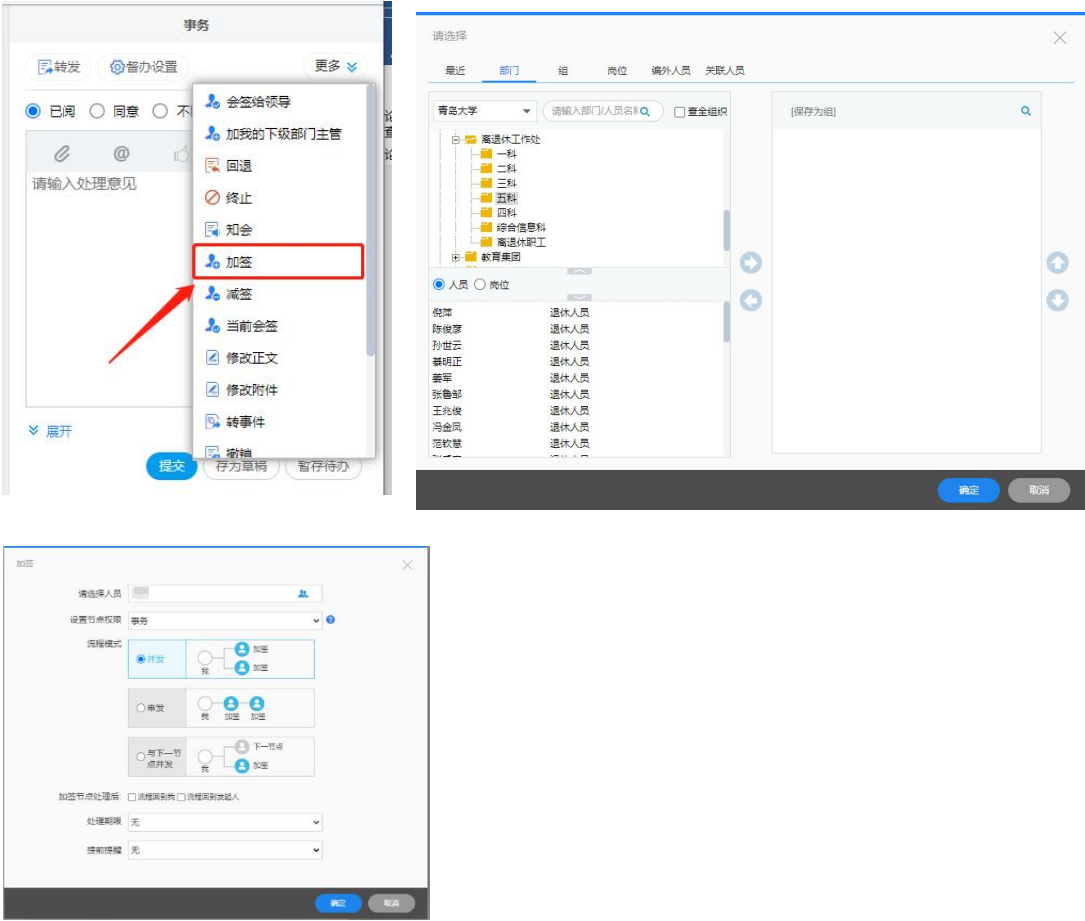 事务
转发 督办设置 更多
已阅 同意
请输入处理意见
展开
提交 存为草稿 暂存待办
会签给领导
加我的下级部门主管
回退
终止
知会
加签
减签
当前会签
修改正文
修改附件
转事件
撤销
请选择
最近 部门 组 岗位 编外人员 关联人员
青岛大学 请输入部门/人员名称 查全组织
离退休工作处
一科
二科
三科
五科
四科
综合信息科
离退休职工
教育集团
人员 岗位
倪萍 退休人员
陈俊彦 退休人员
孙世云 退休人员
綦明正 退休人员
姜军 退休人员
张鲁邹 退休人员
王兆俊 退休人员
冯金凤 退休人员
范钦慧 退休人员
[保存为组]
确定 取消
加签
请选择人员
设置节点权限 事务
流程模式
并发 我 加签 加签
串发 我 加签 加签
与下一节点并发 我 下一节点 加签
加签节点处理后: 流程回到我 流程回到发起人
处理期限 无
提前提醒 无
确定 取消